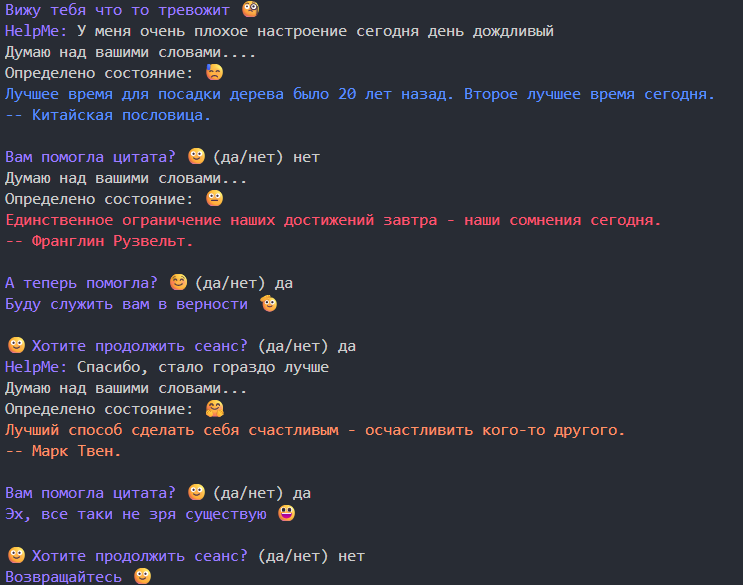 Вижу тебя что то тревожит 🧐
HelpMe: У меня очень плохое настроение сегодня день дождливый
Думаю над вашими словами....
Определено состояние: 😓
Лучшее время для посадки дерева было 20 лет назад. Второе лучшее время сегодня.
-- Китайская пословица.
Вам помогла цитата? 🙂 (да/нет) нет
Думаю над вашими словами...
Определено состояние: 😐
Единственное ограничение наших достижений завтра - наши сомнения сегодня.
-- Франглин Рузвельт.
А теперь помогла? 😊 (да/нет) да
Буду служить вам в верности 🫡
🙂 Хотите продолжить сеанс? (да/нет) да
HelpMe: Спасибо, стало гораздо лучше
Думаю над вашими словами...
Определено состояние: 🤗
Лучший способ сделать себя счастливым - осчастливить кого-то другого.
-- Марк Твен.
Вам помогла цитата? 🙂 (да/нет) да
Эх, все таки не зря существую 😃
🙂 Хотите продолжить сеанс? (да/нет) нет
Возвращайтесь 🙂